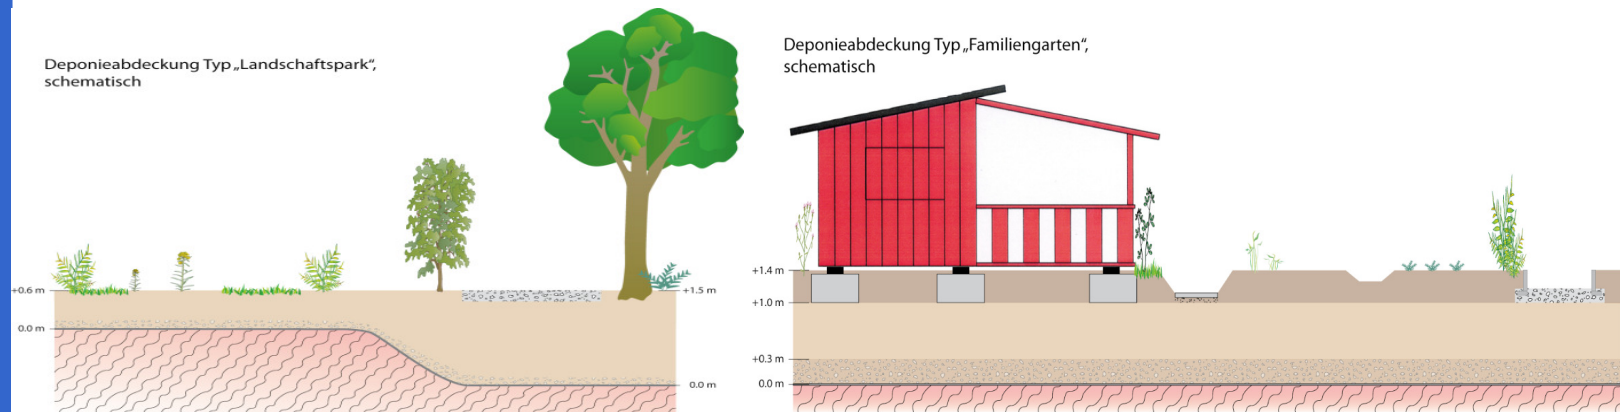 Deponieabdeckung Typ „Landschaftspark“,
schematisch
+0.6 m
0.0 m
+1.5 m
0.0 m
Deponieabdeckung Typ „Familiengarten“,
schematisch
+1.4 m
+1.0 m
+0.3 m
0.0 m